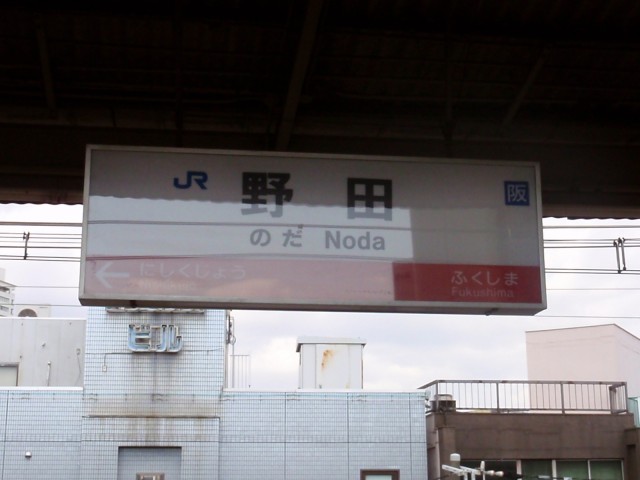 JR 野田 阪
のだ Noda
← にしくじょう ふくしま
Fukushima
ビル